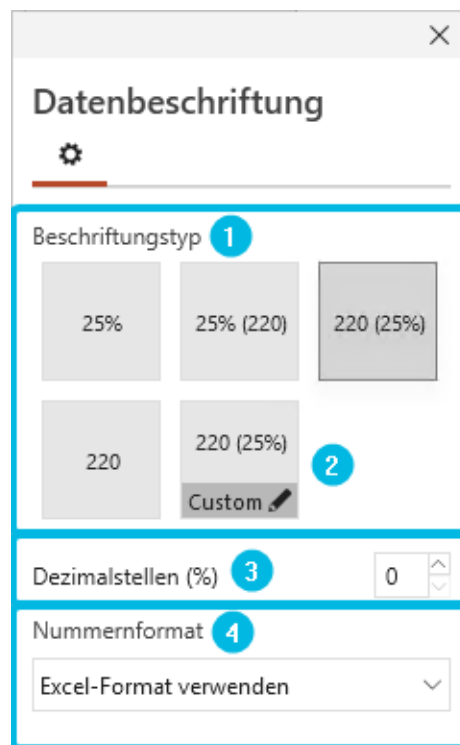 Datenbeschriftung
Beschriftungstyp 1
25% 25% (220) 220 (25%)
220 220 (25%) 2
Custom
Dezimalstellen (%) 3 0
Nummernformat 4
Excel-Format verwenden